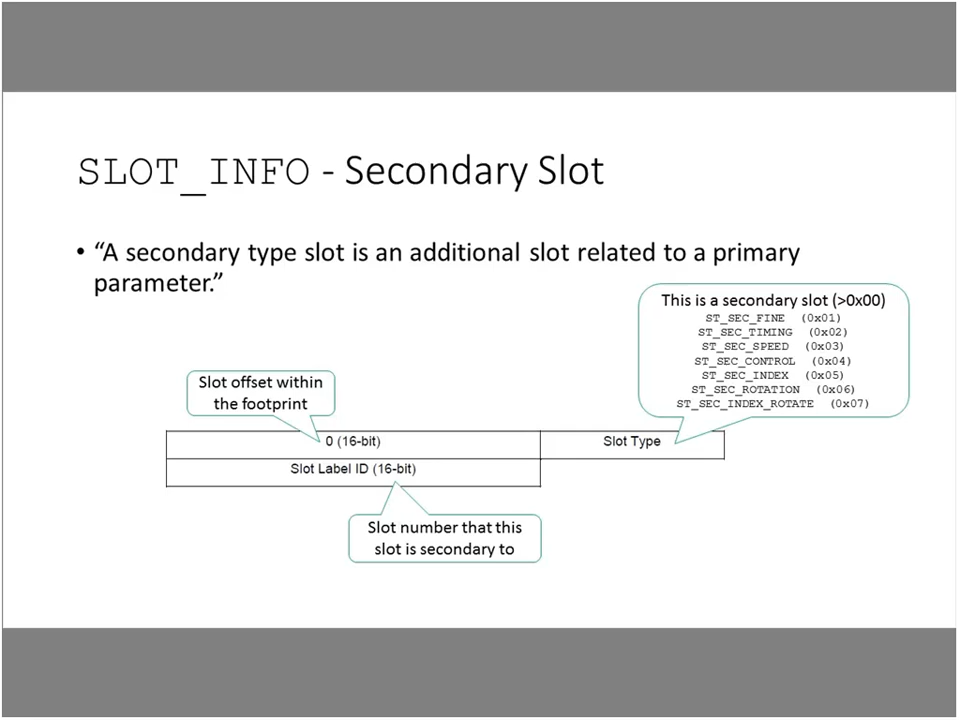 SLOT_INFO - Secondary Slot
• “A secondary type slot is an additional slot related to a primary
parameter.”
This is a secondary slot (>0x00)
ST_SEC_FINE (0x01)
ST_SEC_TIMING (0x02)
ST_SEC_SPEED (0x03)
ST_SEC_CONTROL (0x04)
ST_SEC_INDEX (0x05)
ST_SEC_ROTATION (0x06)
ST_SEC_INDEX_ROTATE (0x07)
Slot offset within
the footprint
0 (16-bit)
Slot Type
Slot Label ID (16-bit)
Slot number that this
slot is secondary to